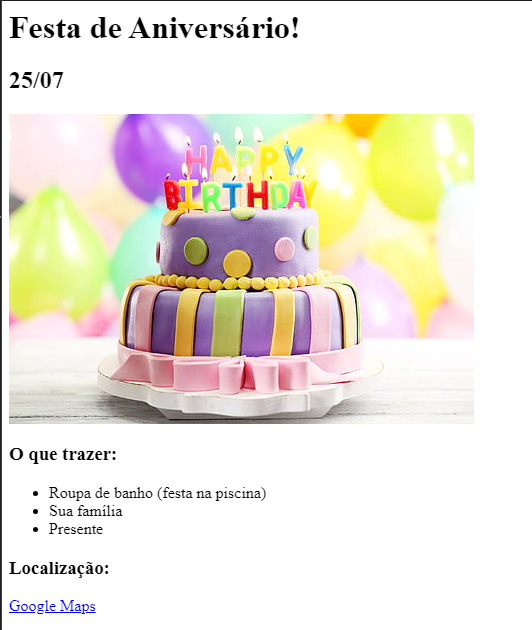 Festa de Aniversário!
25/07
HAPPY
BIRTHDAY
O que trazer:
Roupa de banho (festa na piscina)
Sua família
Presente
Localização:
Google Maps